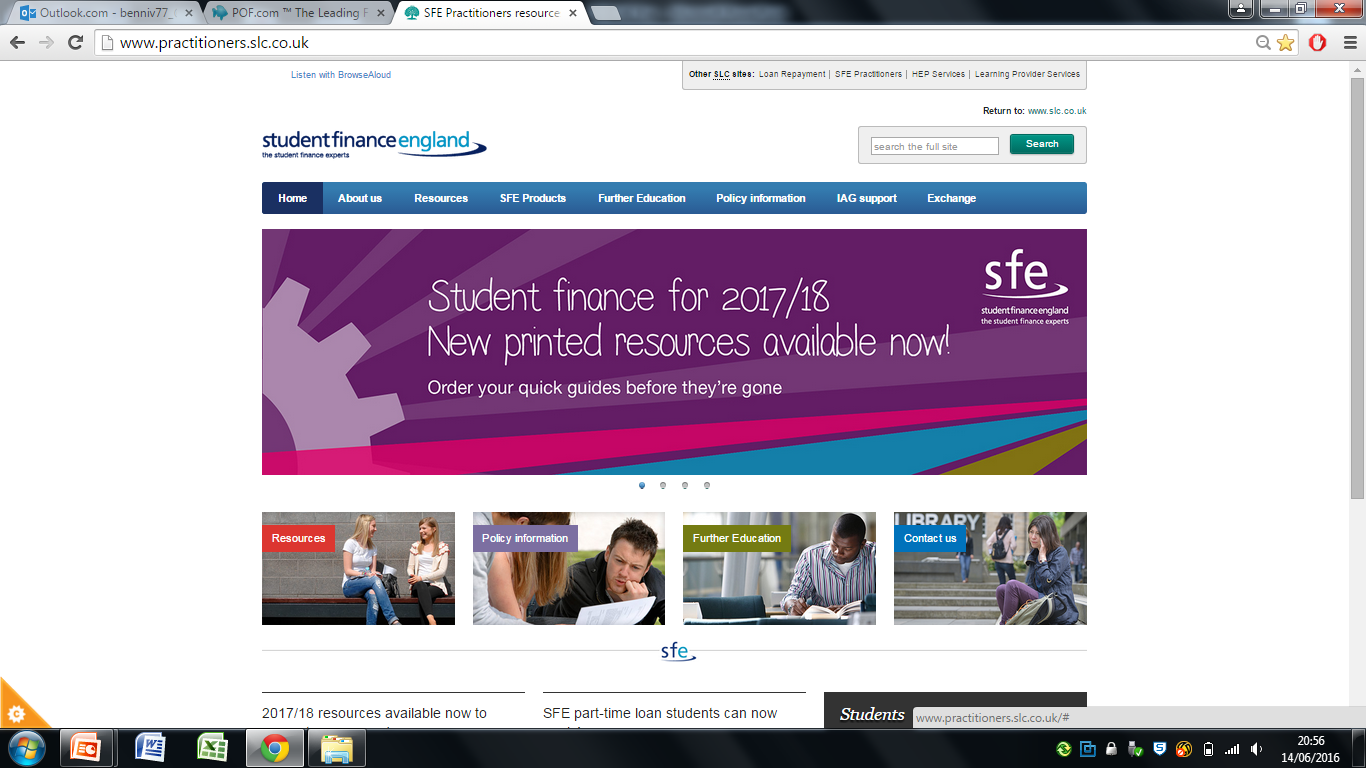 Outlook.com - benniv77_
POF.com ™ The Leading F
SFE Practitioners resource
www.practitioners.slc.co.uk
Listen with BrowseAloud
Other SLC sites: Loan Repayment | SFE Practitioners | HEP Services | Learning Provider Services
Return to: www.slc.co.uk
studentfinanceengland
the student finance experts
search the full site
Search
Home About us Resources SFE Products Further Education Policy information IAG support Exchange
Student finance for 2017/18
New printed resources available now!
Order your quick guides before they're gone
sfe
studentfinanceengland
the student finance experts
Resources
Policy information
Further Education
LIBRARY
Contact us
sfe
2017/18 resources available now to
SFE part-time loan students can now
Students
www.practitioners.slc.co.uk/#
20:56
14/06/2016